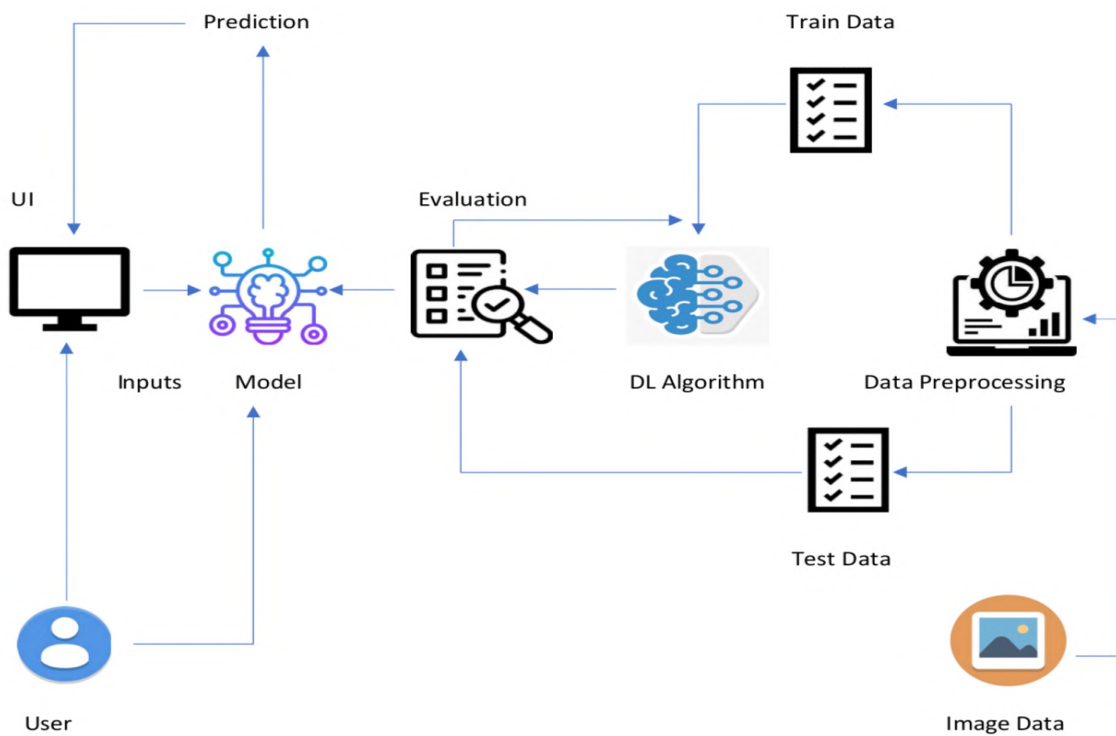 Prediction
Train Data
UI
Evaluation
Inputs
Model
DL Algorithm
Data Preprocessing
Test Data
User
Image Data